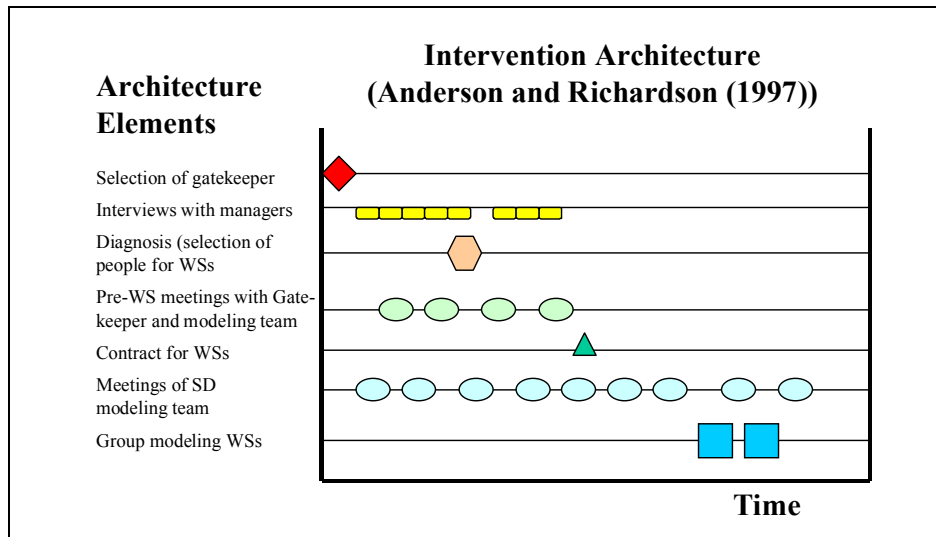 Intervention Architecture
(Anderson and Richardson (1997))
Architecture
Elements
Selection of gatekeeper
Interviews with managers
Diagnosis (selection of
people for WSs
Pre-WS meetings with Gate-
keeper and modeling team
Contract for WSs
Meetings of SD
modeling team
Group modeling WSs
Time